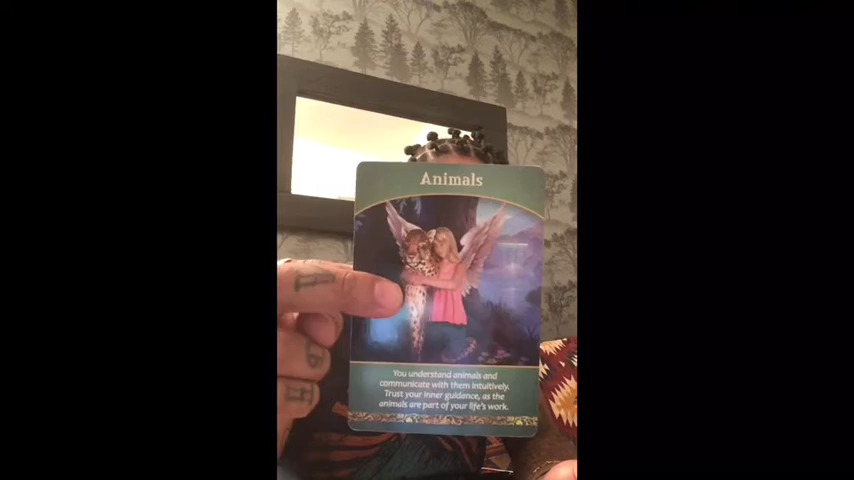 Animals
You understand animals and
communicate with them intuitively.
Trust your inner guidance, as the
animals are part of your life's work.